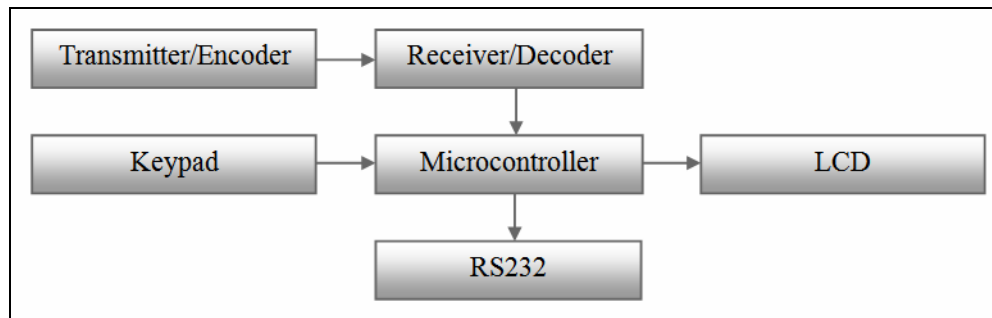 Transmitter/Encoder
Receiver/Decoder
Keypad
Microcontroller
LCD
RS232